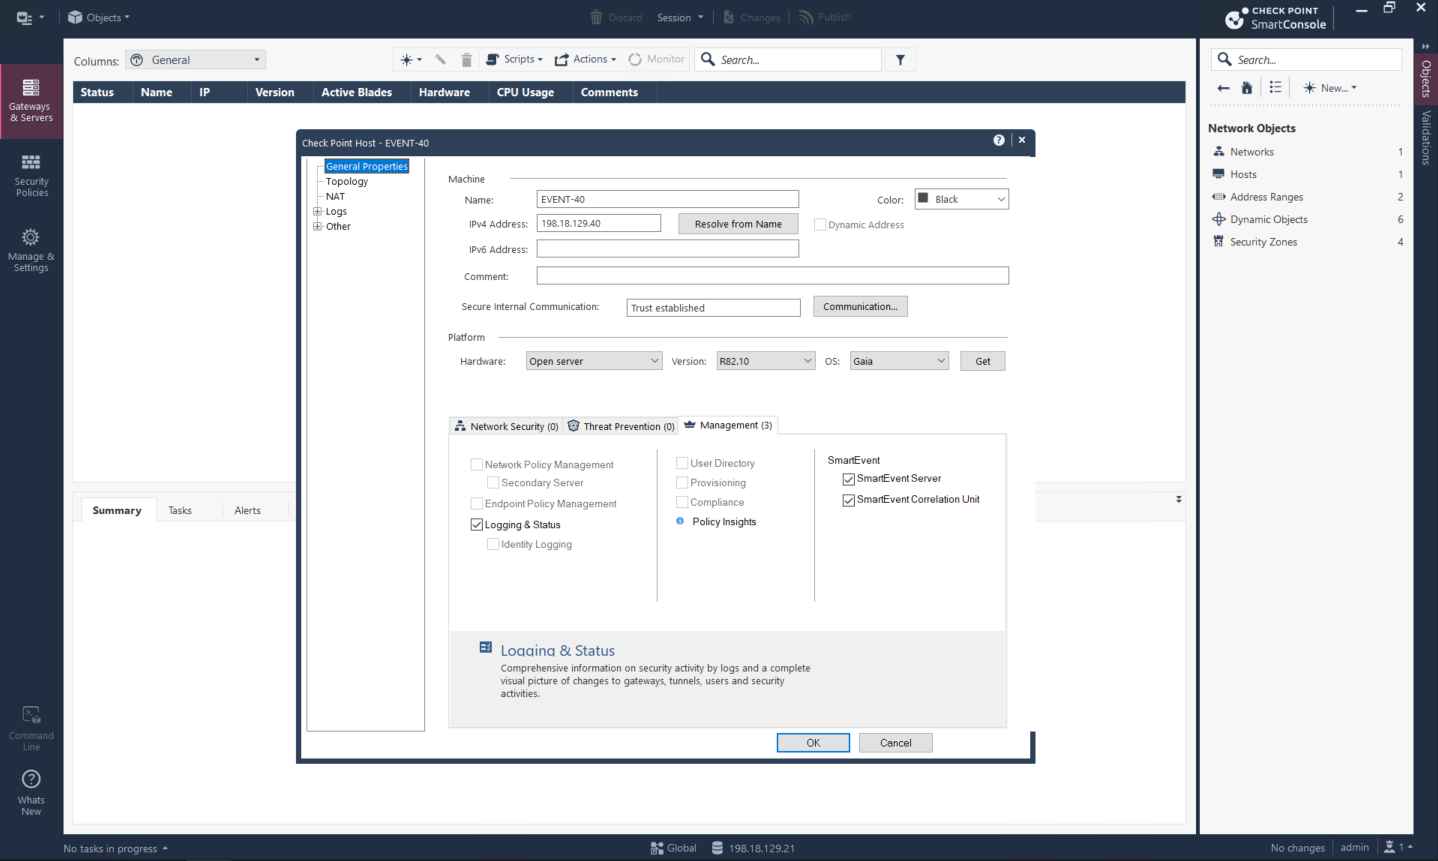 Objects
Discard
Session
Changes
Publish
CHECK POINT
SmartConsole
Columns:
General
Scripts
Actions
Monitor
Search...
Status
Name
IP
Version
Active Blades
Hardware
CPU Usage
Comments
Gateways
& Servers
Security
Policies
Manage &
Settings
Command
Line
Whats
New
Check Point Host - EVENT-40
General Properties
Topology
NAT
Logs
Other
Machine
Name:
EVENT-40
Color:
Black
IPv4 Address:
198.18.129.40
Resolve from Name
Dynamic Address
IPv6 Address:
Comment:
Secure Internal Communication:
Trust established
Communication...
Platform
Hardware:
Open server
Version:
R82.10
OS:
Gaia
Get
Network Security (0)
Threat Prevention (0)
Management (3)
Network Policy Management
Secondary Server
Endpoint Policy Management
Logging & Status
Identity Logging
User Directory
Provisioning
Compliance
Policy Insights
SmartEvent
SmartEvent Server
SmartEvent Correlation Unit
Logging & Status
Comprehensive information on security activity by logs and a complete
visual picture of changes to gateways, tunnels, users and security
activities.
OK
Cancel
Summary
Tasks
Alerts
Search...
New...
Network Objects
Networks 1
Hosts 1
Address Ranges 2
Dynamic Objects 6
Security Zones 4
Objects
Validations
No tasks in progress
Global
198.18.129.21
No changes
admin
1